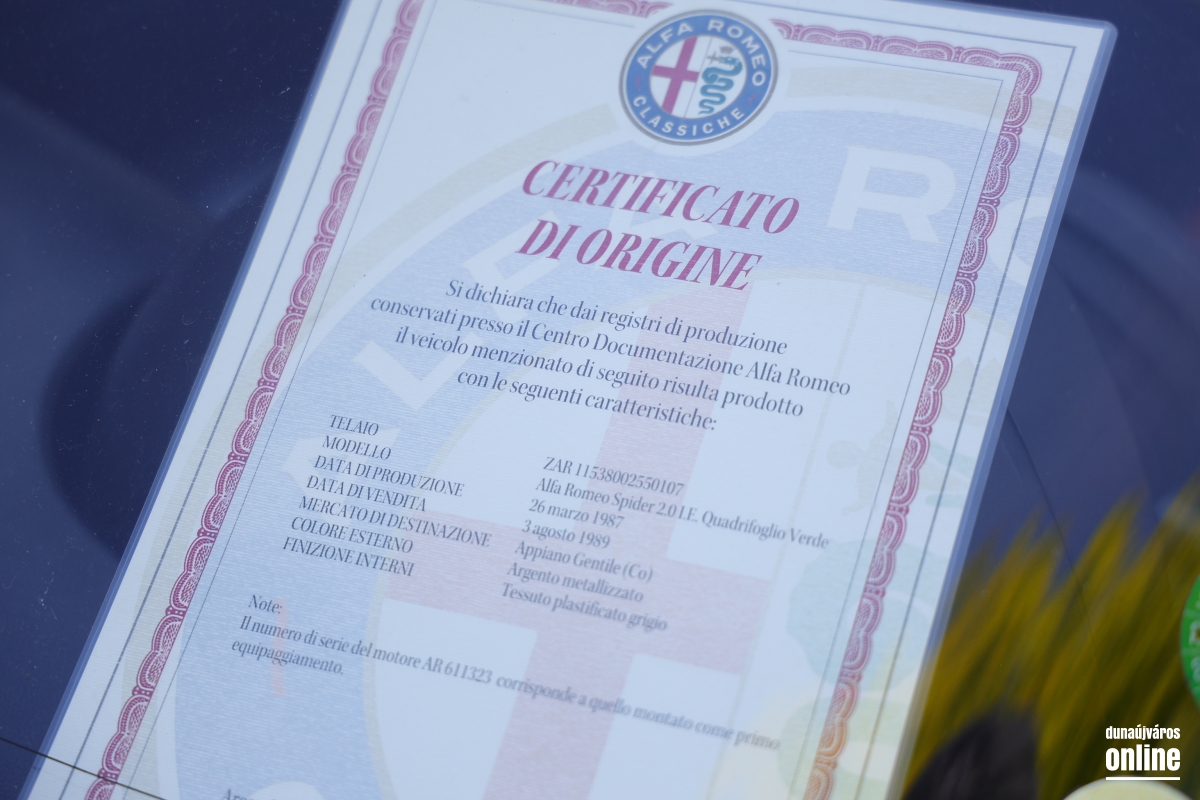 ALFA ROMEO
CLASSICHE
CERTIFICATO
DI ORIGINE
Si dichiara che dai registri di produzione
conservati presso il Centro Documentazione Alfa Romeo
il veicolo menzionato di seguito risulta prodotto
con le seguenti caratteristiche:
TELAIO ZAR 11538002550107
MODELLO Alfa Romeo Spider 2.0 I.E. Quadrifoglio Verde
DATA DI PRODUZIONE 26 marzo 1987
DATA DI VENDITA 3 agosto 1989
MERCATO DI DESTINAZIONE Appiano Gentile (Co)
COLORE ESTERNO Argento metallizzato
FINIZIONE INTERNI Tessuto plastificato grigio
Note:
Il numero di serie del motore AR 611323 corrisponde a quello montato come primo
equipaggiamento.
dunaújváros
online